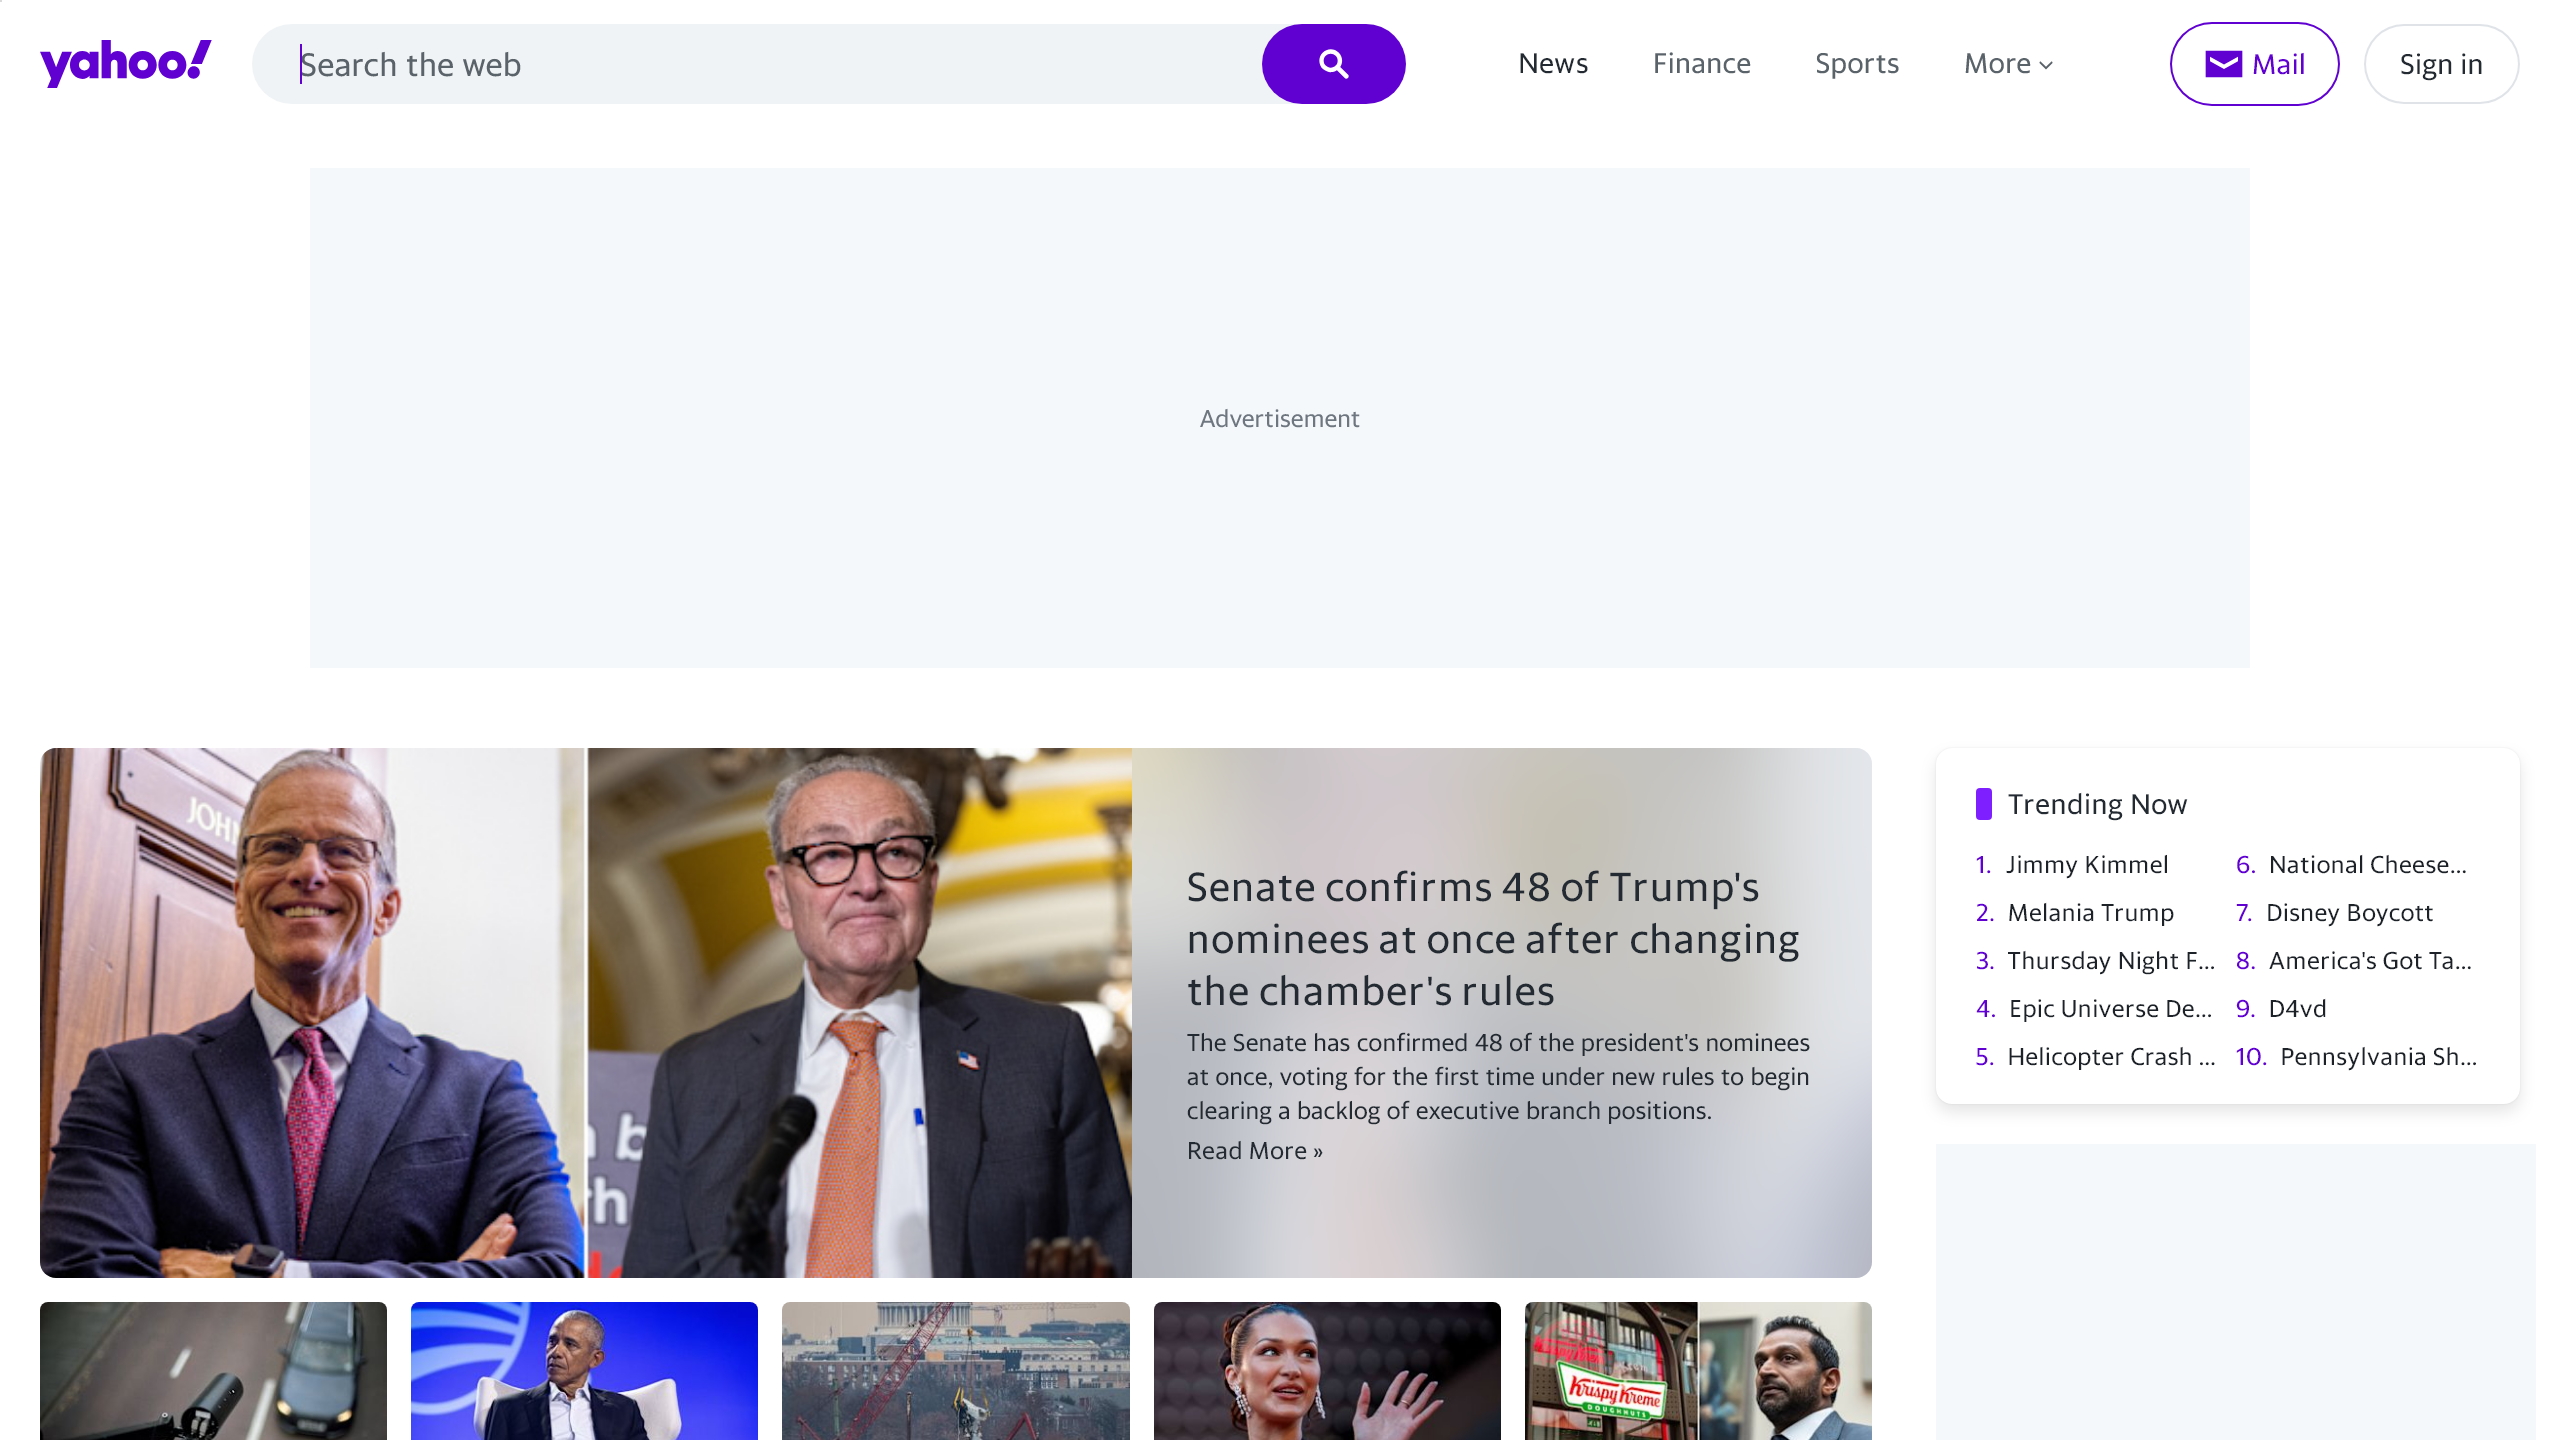 yahoo!
Search the web
News
Finance
Sports
More
Mail
Sign in
Advertisement
JOHN
Senate confirms 48 of Trump's
nominees at once after changing
the chamber's rules
The Senate has confirmed 48 of the president's nominees
at once, voting for the first time under new rules to begin
clearing a backlog of executive branch positions.
Read More »
Trending Now
1. Jimmy Kimmel
2. Melania Trump
3. Thursday Night F...
4. Epic Universe De...
5. Helicopter Crash ...
6. National Cheese...
7. Disney Boycott
8. America's Got Ta...
9. D4vd
10. Pennsylvania Sh...
Krispy Kreme
DOUGHNUTS